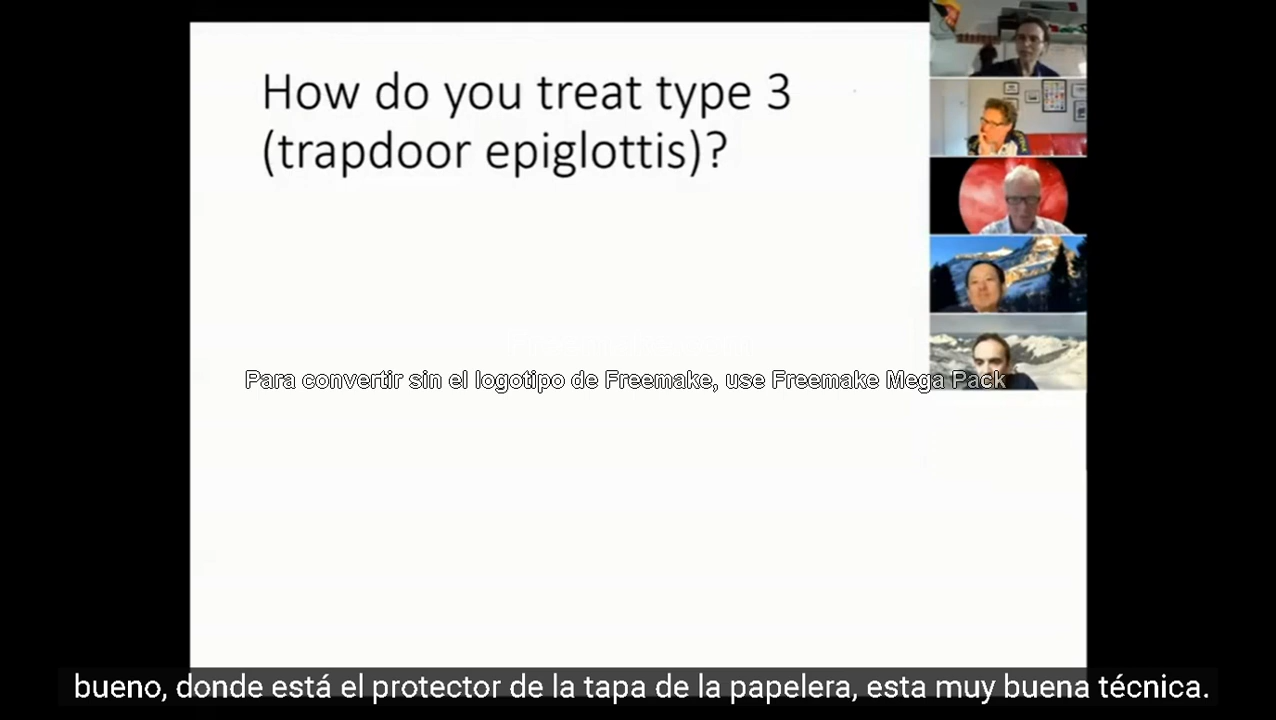 How do you treat type 3
(trapdoor epiglottis)?
Para convertir sin el logotipo de Freemake, use Freemake Mega Pack
bueno, donde está el protector de la tapa de la papelera, esta muy buena técnica.